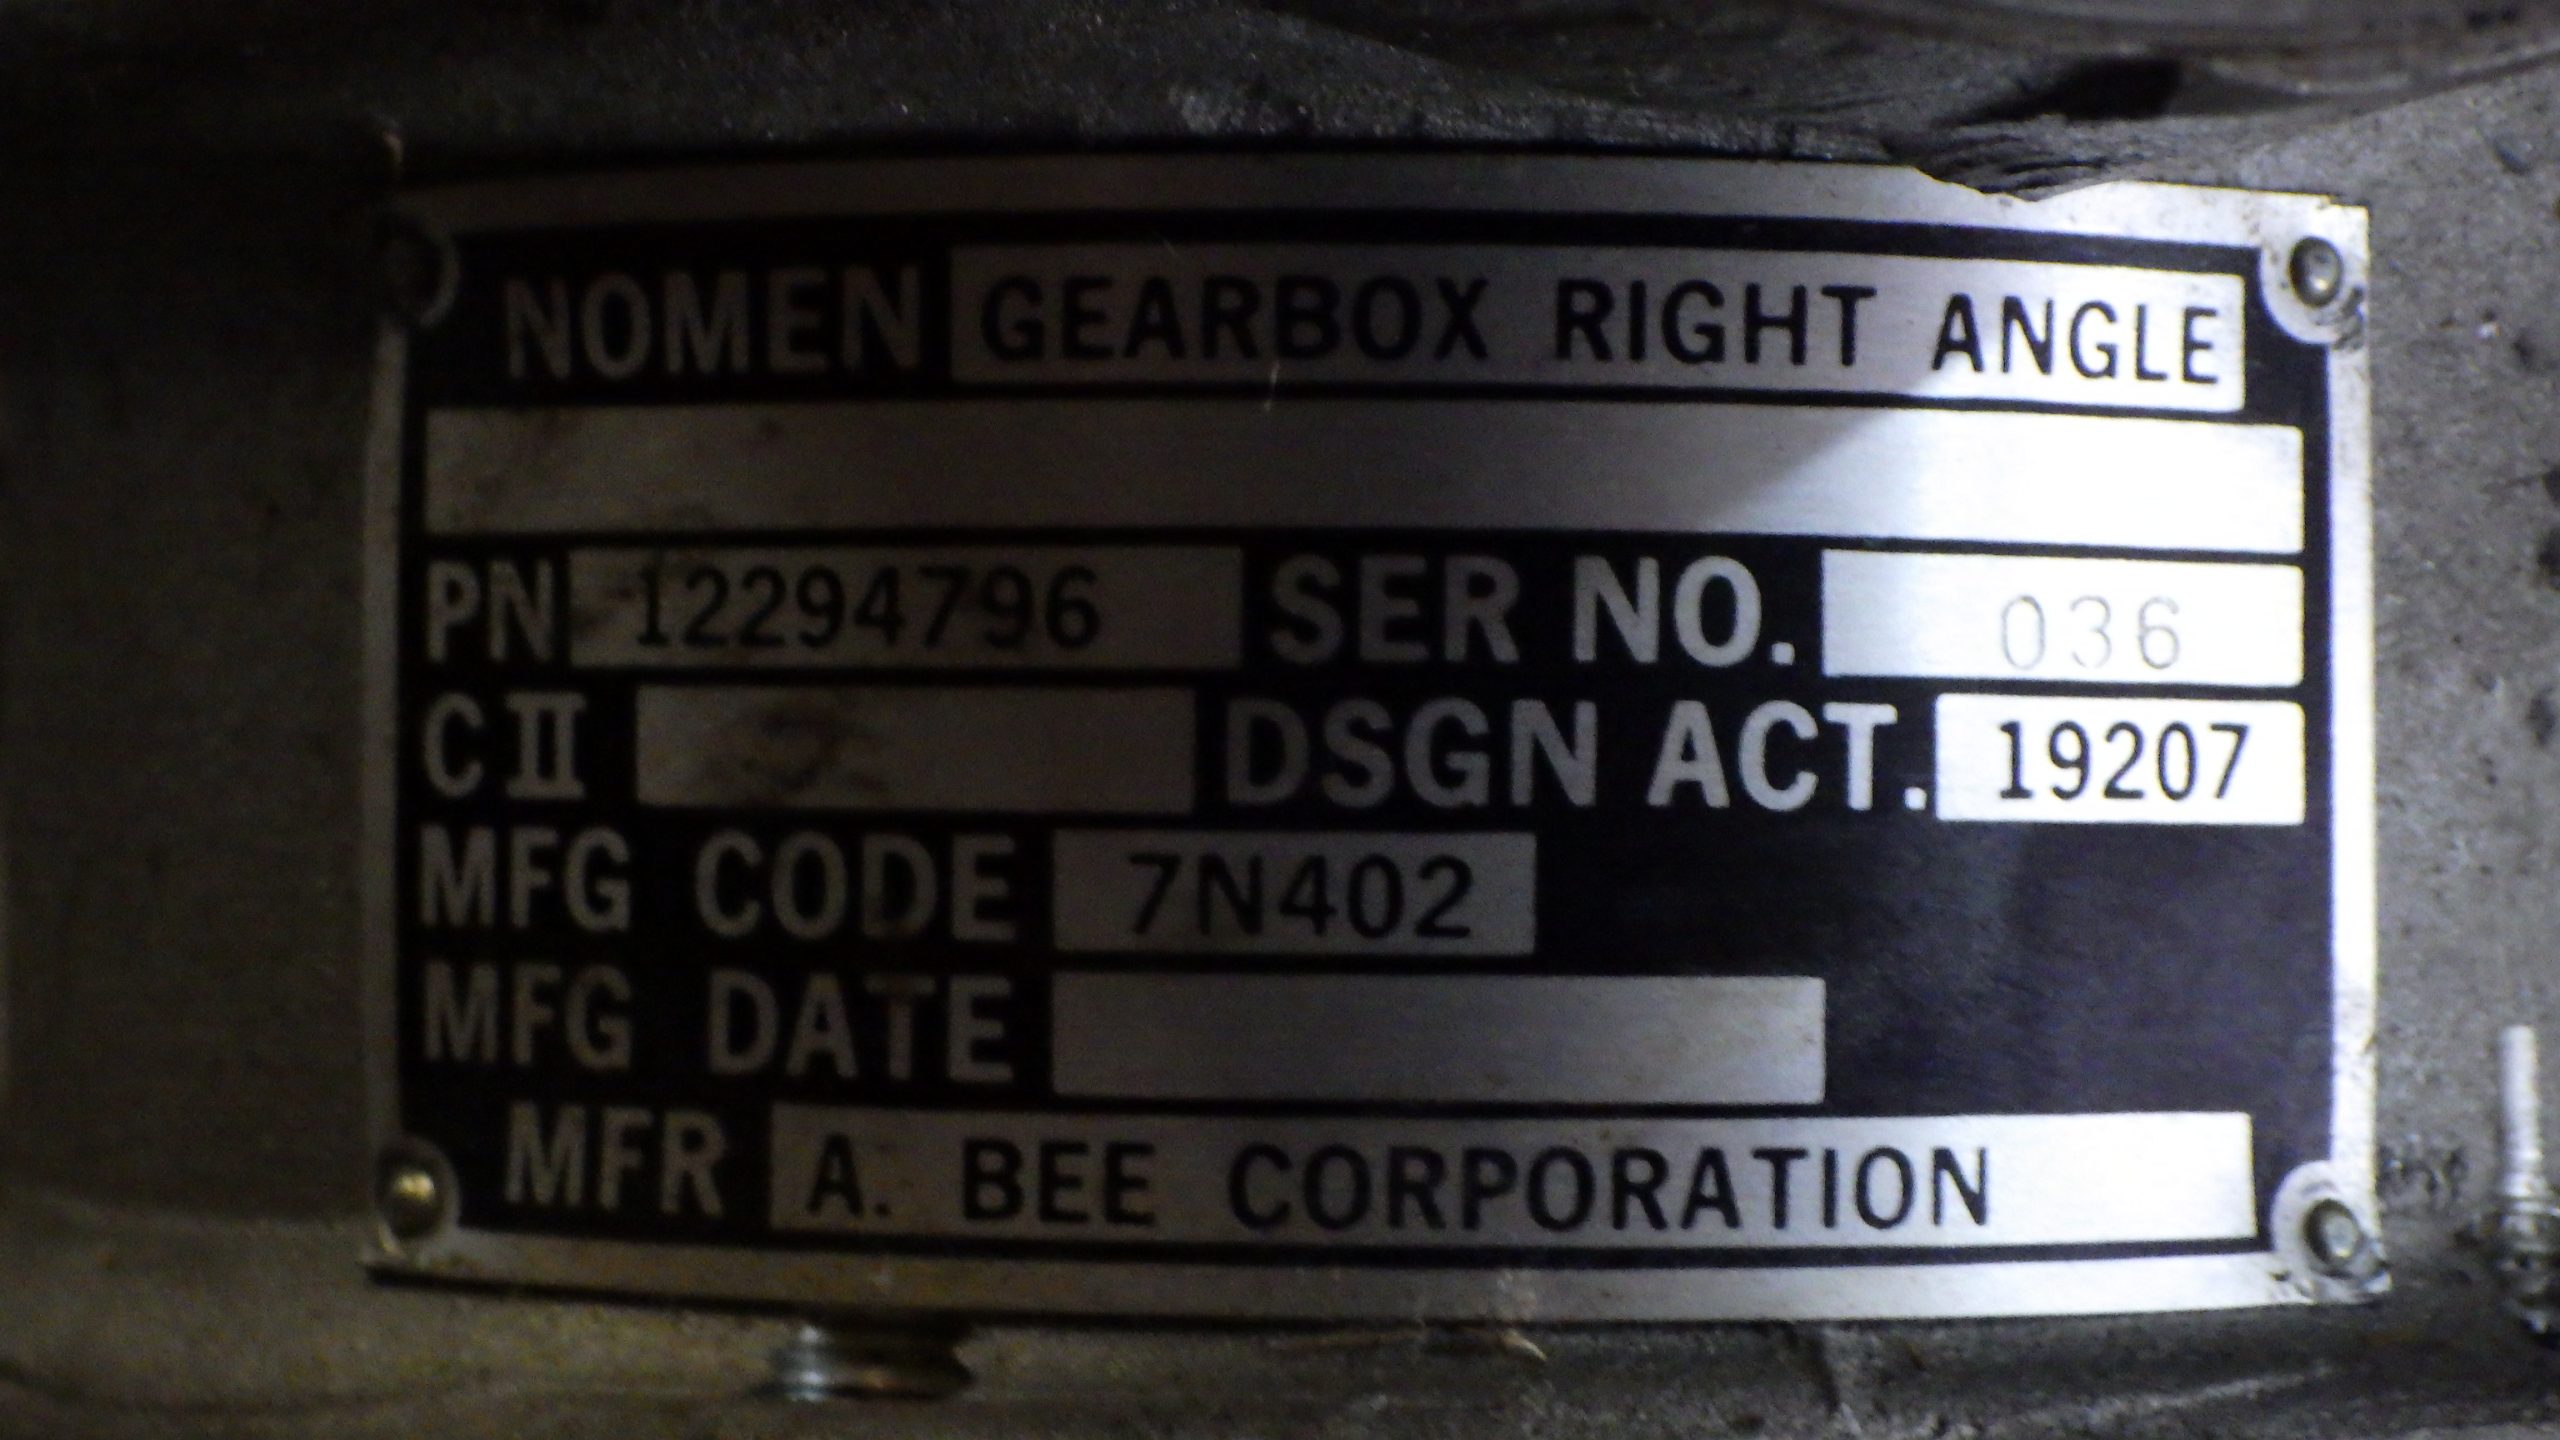 NOMEN GEARBOX RIGHT ANGLE
PN 12294796 SER NO. 036
CII DSGN ACT. 19207
MFG CODE 7N402
MFG DATE
MFR A. BEE CORPORATION